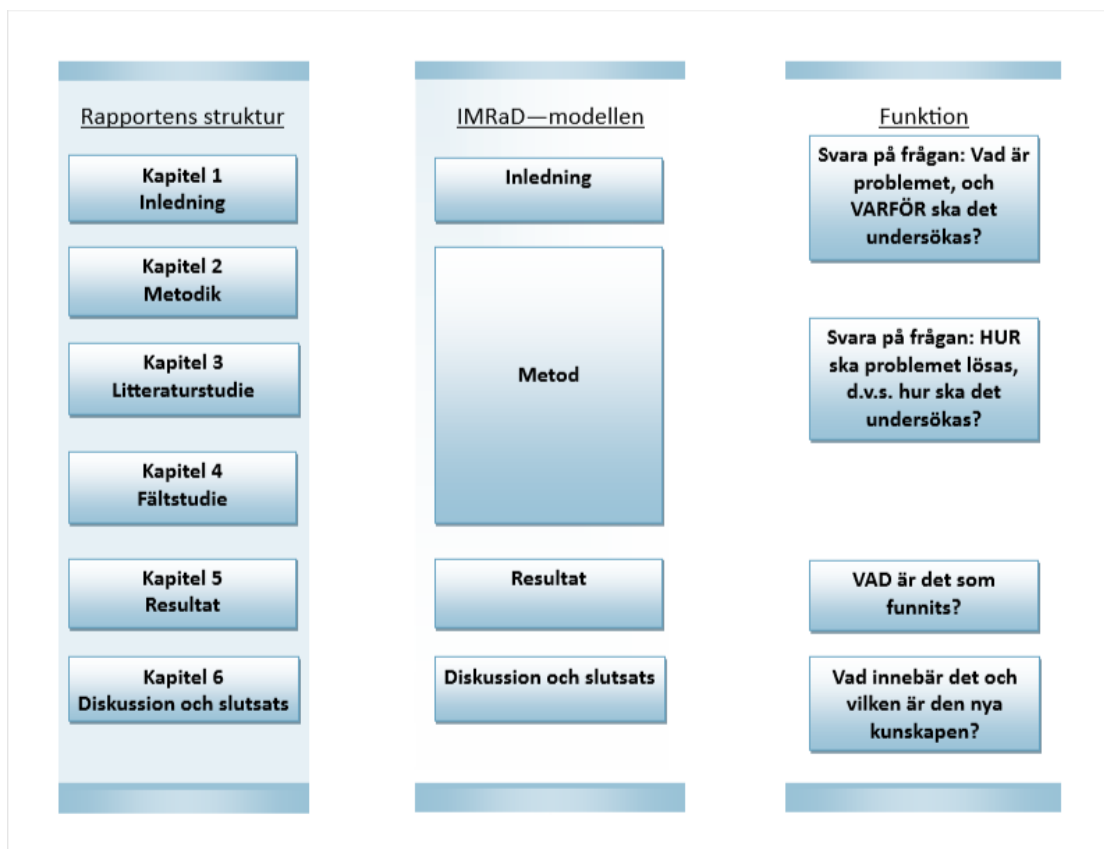 Rapportens struktur
Kapitel 1
Inledning
Kapitel 2
Metodik
Kapitel 3
Litteraturstudie
Kapitel 4
Fältstudie
Kapitel 5
Resultat
Kapitel 6
Diskussion och slutsats
IMRaD—modellen
Inledning
Metod
Resultat
Diskussion och slutsats
Funktion
Svara på frågan: Vad är
problemet, och
VARFÖR ska det
undersökas?
Svara på frågan: HUR
ska problemet lösas,
d.v.s. hur ska det
undersökas?
VAD är det som
funnits?
Vad innebär det och
vilken är den nya
kunskapen?